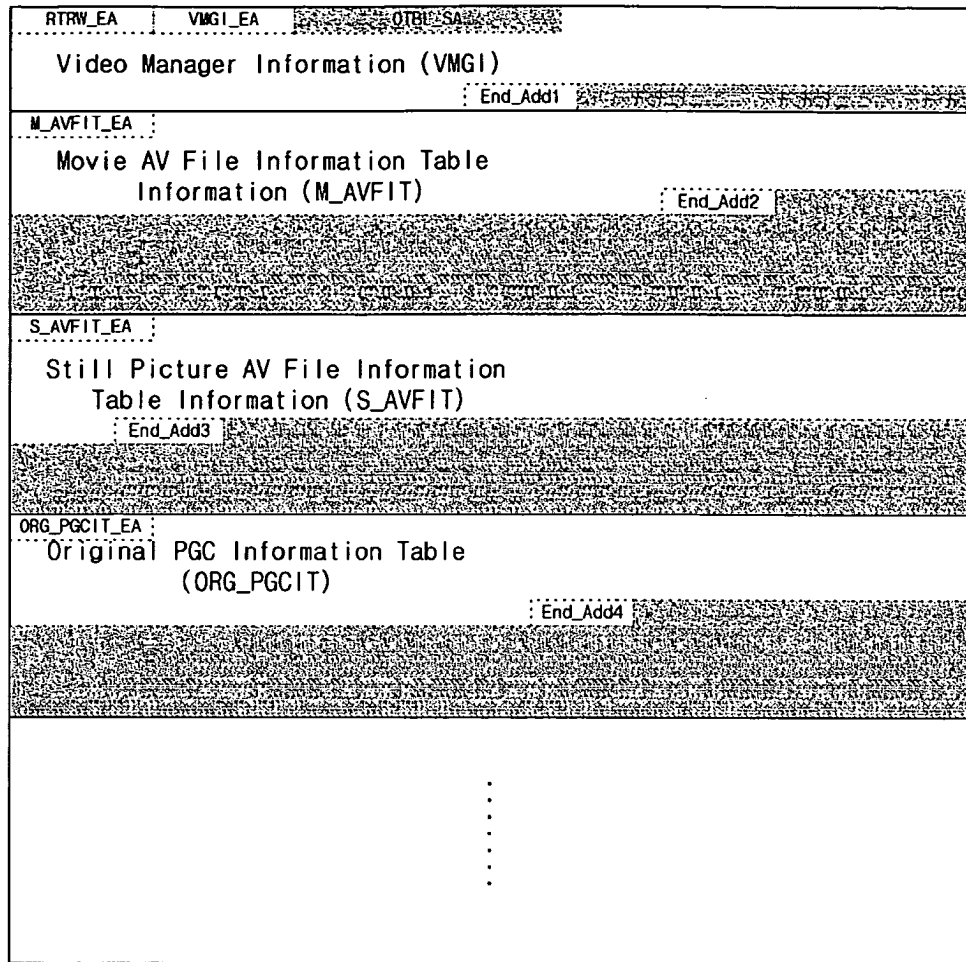 RTRW_EA VMGI_EA OTBL_SA
Video Manager Information (VMGI)
End_Add1
M_AVFIT_EA
Movie AV File Information Table
Information (M_AVFIT)
End_Add2
S_AVFIT_EA
Still Picture AV File Information
Table Information (S_AVFIT)
End_Add3
ORG_PGCIT_EA
Original PGC Information Table
(ORG_PGCIT)
End_Add4